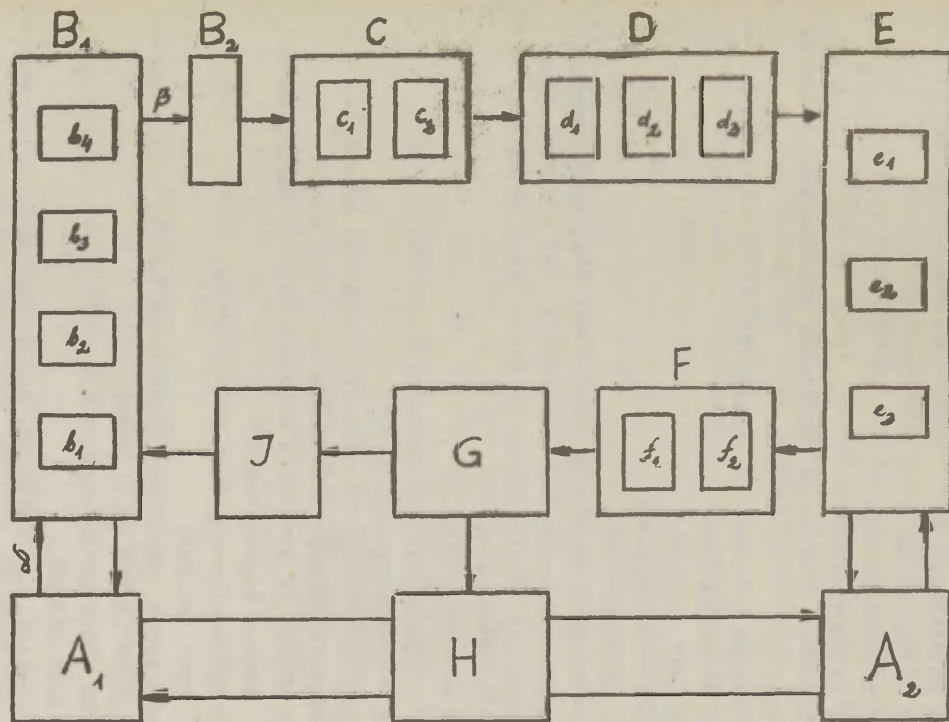 B₁ B₂ C D E
β
b₄ c₁ c₂ d₁ d₂ d₃ e₁
b₃
b₂ e₂
F
b₁ J G f₁ f₂ e₃
A₁ H A₂